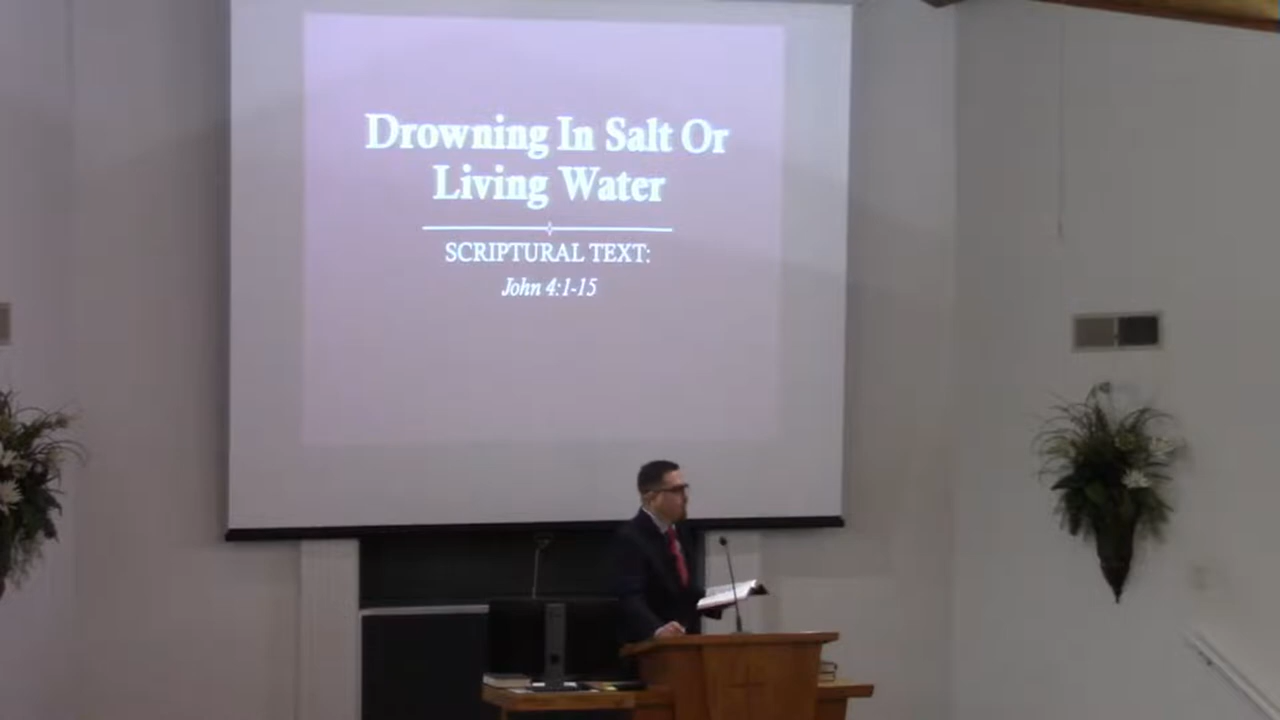 Drowning In Salt Or
Living Water
SCRIPTURAL TEXT:
John 4:1-15